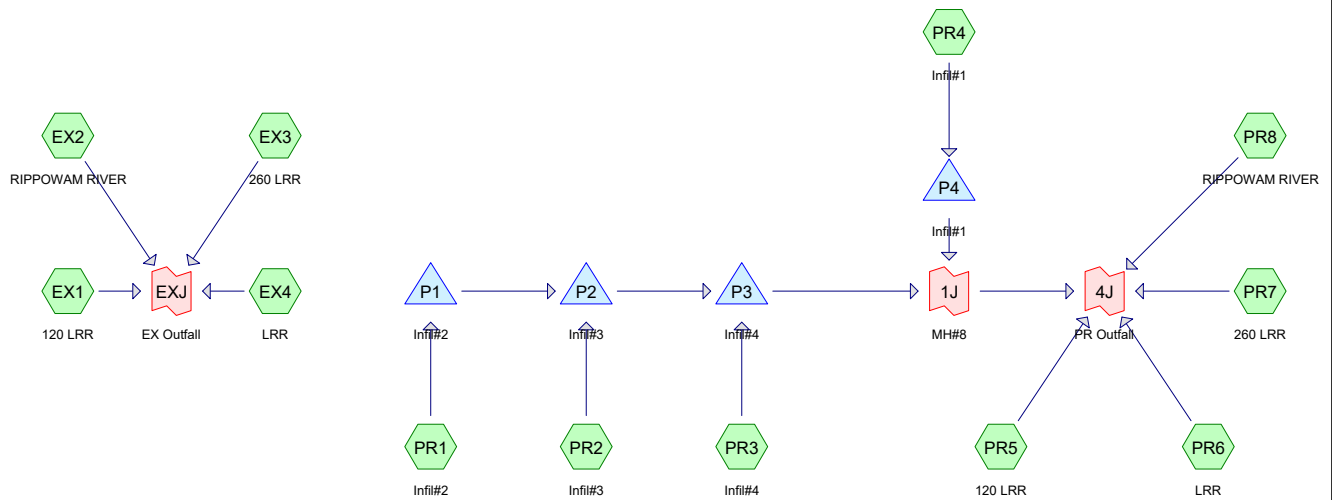 PR4
Infil#1
EX2
RIPPOWAM RIVER
EX3
260 LRR
PR8
RIPPOWAM RIVER
P4
Infil#1
EX1
120 LRR
EXJ
EX Outfall
EX4
LRR
P1
Infil#2
P2
Infil#3
P3
Infil#4
1J
MH#8
4J
PR Outfall
PR7
260 LRR
PR1
Infil#2
PR2
Infil#3
PR3
Infil#4
PR5
120 LRR
PR6
LRR